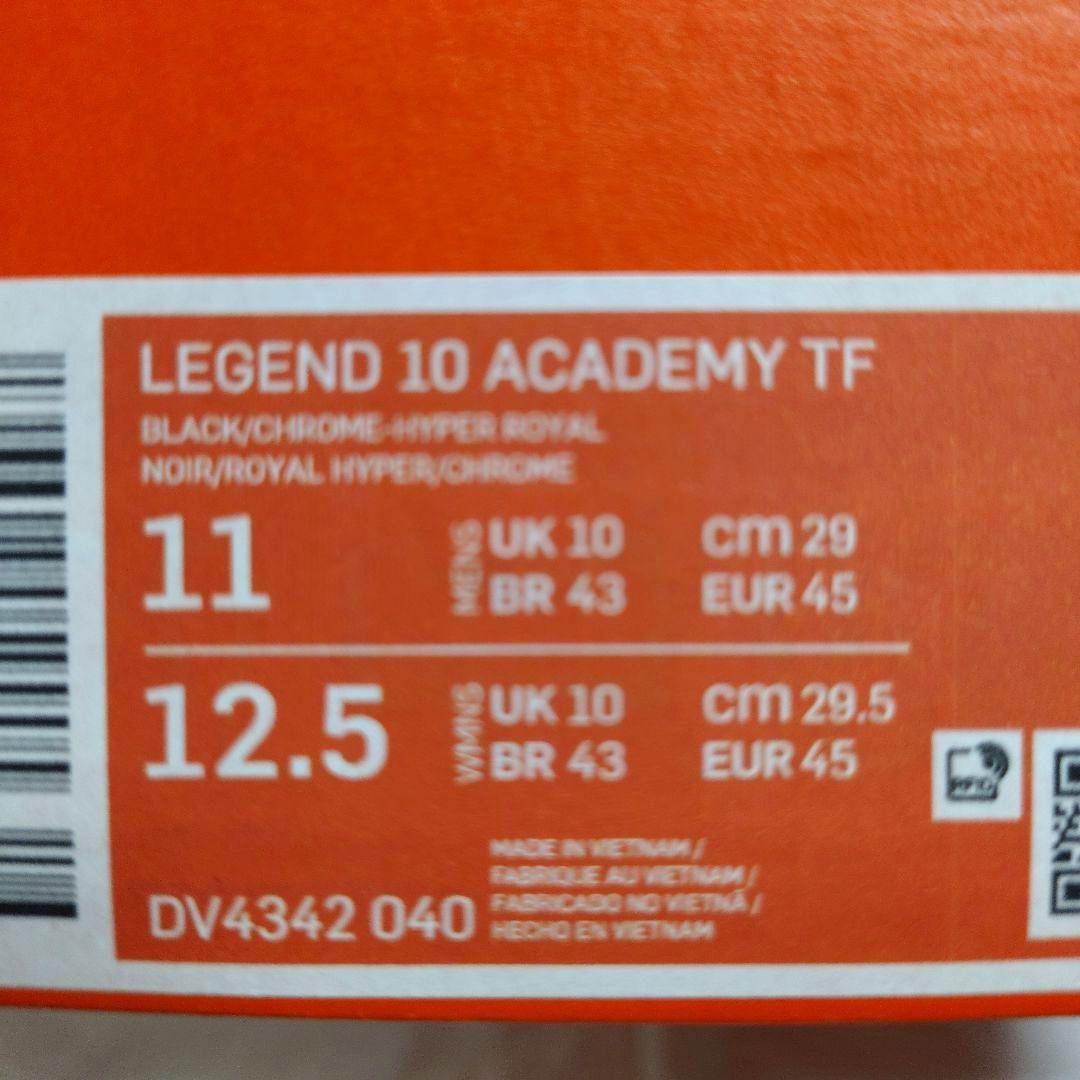 LEGEND 10 ACADEMY TF
BLACK/CHROME-HYPER ROYAL
NOIR/ROYAL HYPER/CHROME
11 MENS UK 10 CM 29
BR 43 EUR 45
12.5 WMNS UK 10 CM 29.5
BR 43 EUR 45
RFID
MADE IN VIETNAM /
FABRIQUE AU VIETNAM /
FABRICADO NO VIETNÃ /
DV4342 040 HECHO EN VIETNAM